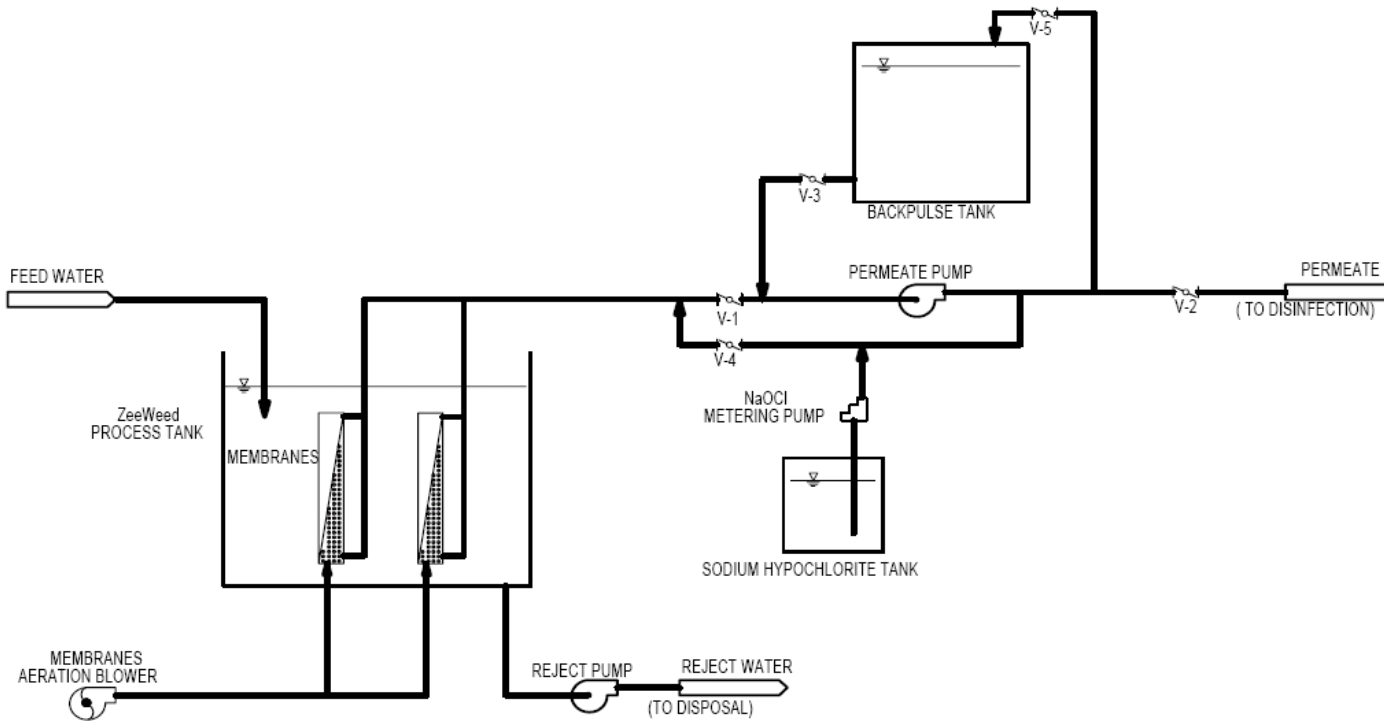 V-5
V-3
BACKPULSE TANK
FEED WATER
PERMEATE PUMP
PERMEATE
V-1
V-2
( TO DISINFECTION)
V-4
ZeeWeed
PROCESS TANK
NaOCl
METERING PUMP
MEMBRANES
SODIUM HYPOCHLORITE TANK
MEMBRANES
AERATION BLOWER
REJECT PUMP
REJECT WATER
(TO DISPOSAL)